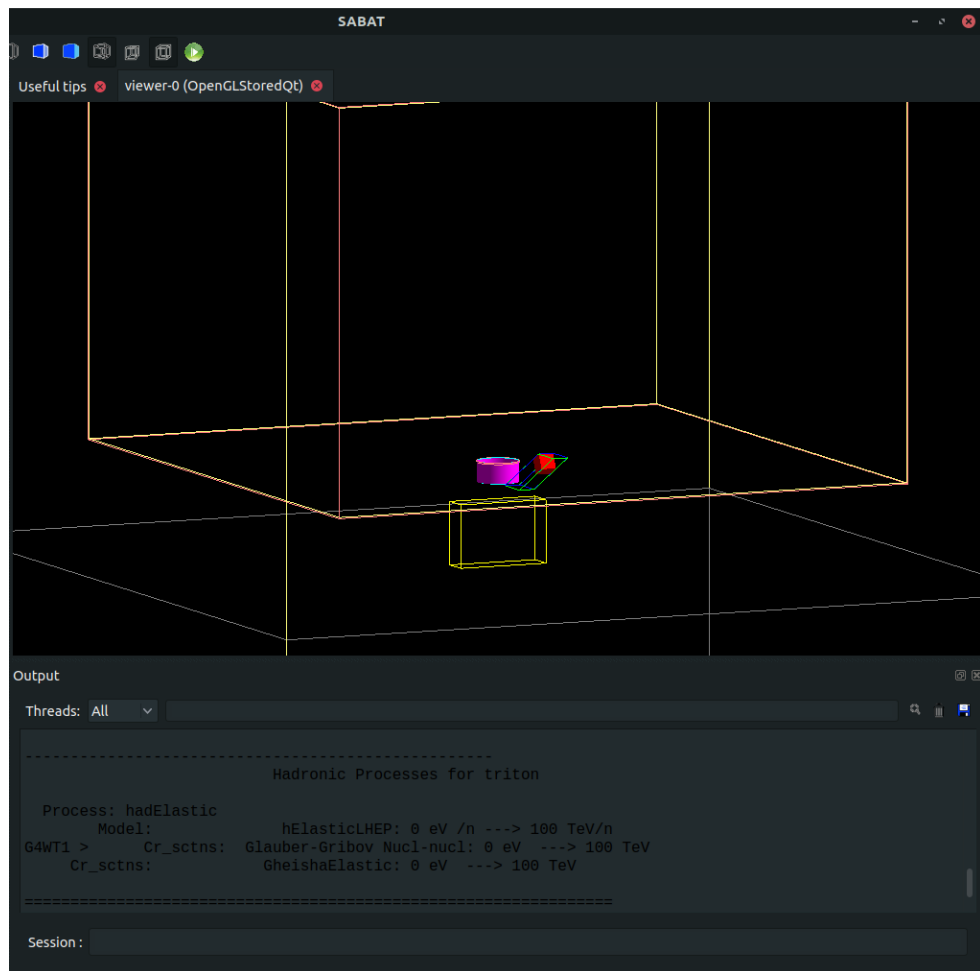 SABAT
Useful tips
viewer-0 (OpenGLStoredQt)
Output
Threads: All
-----------------------------------------------------
Hadronic Processes for triton
Process: hadElastic
Model: hElasticLHEP: 0 eV /n ---> 100 TeV/n
G4WT1 > Cr_sctns: Glauber-Gribov Nucl-nucl: 0 eV ---> 100 TeV
Cr_sctns: GheishaElastic: 0 eV ---> 100 TeV
================================================================
Session :